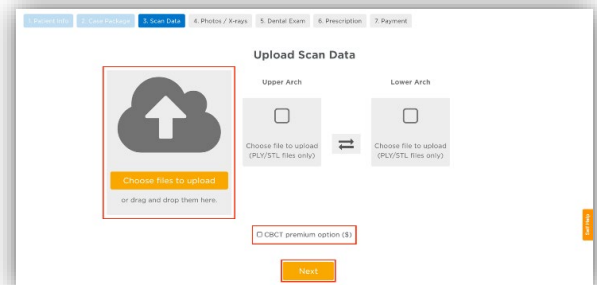 1. Patient Info 2. Case Package 3. Scan Data 4. Photos / X-rays 5. Dental Exam 6. Prescription 7. Payment
Upload Scan Data
Upper Arch
Lower Arch
Choose file to upload
(PLY/STL files only)
Choose file to upload
(PLY/STL files only)
Choose files to upload
or drag and drop them here.
CBCT premium option ($)
Get Help
Next